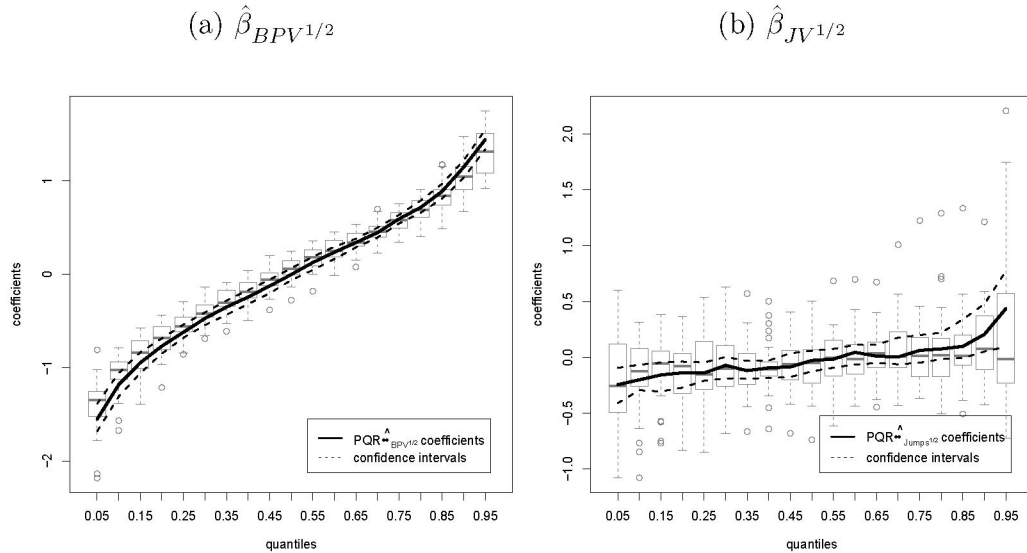 (a) β̂_{BPV^{1/2}}
(b) β̂_{JV^{1/2}}
coefficients
1
0
−1
−2
0.05 0.15 0.25 0.35 0.45 0.55 0.65 0.75 0.85 0.95
quantiles
PQR ^ BPV^{1/2} coefficients
confidence intervals
coefficients
2.0
1.5
1.0
0.5
0.0
−0.5
−1.0
0.05 0.15 0.25 0.35 0.45 0.55 0.65 0.75 0.85 0.95
quantiles
PQR ^ Jumps^{1/2} coefficients
confidence intervals